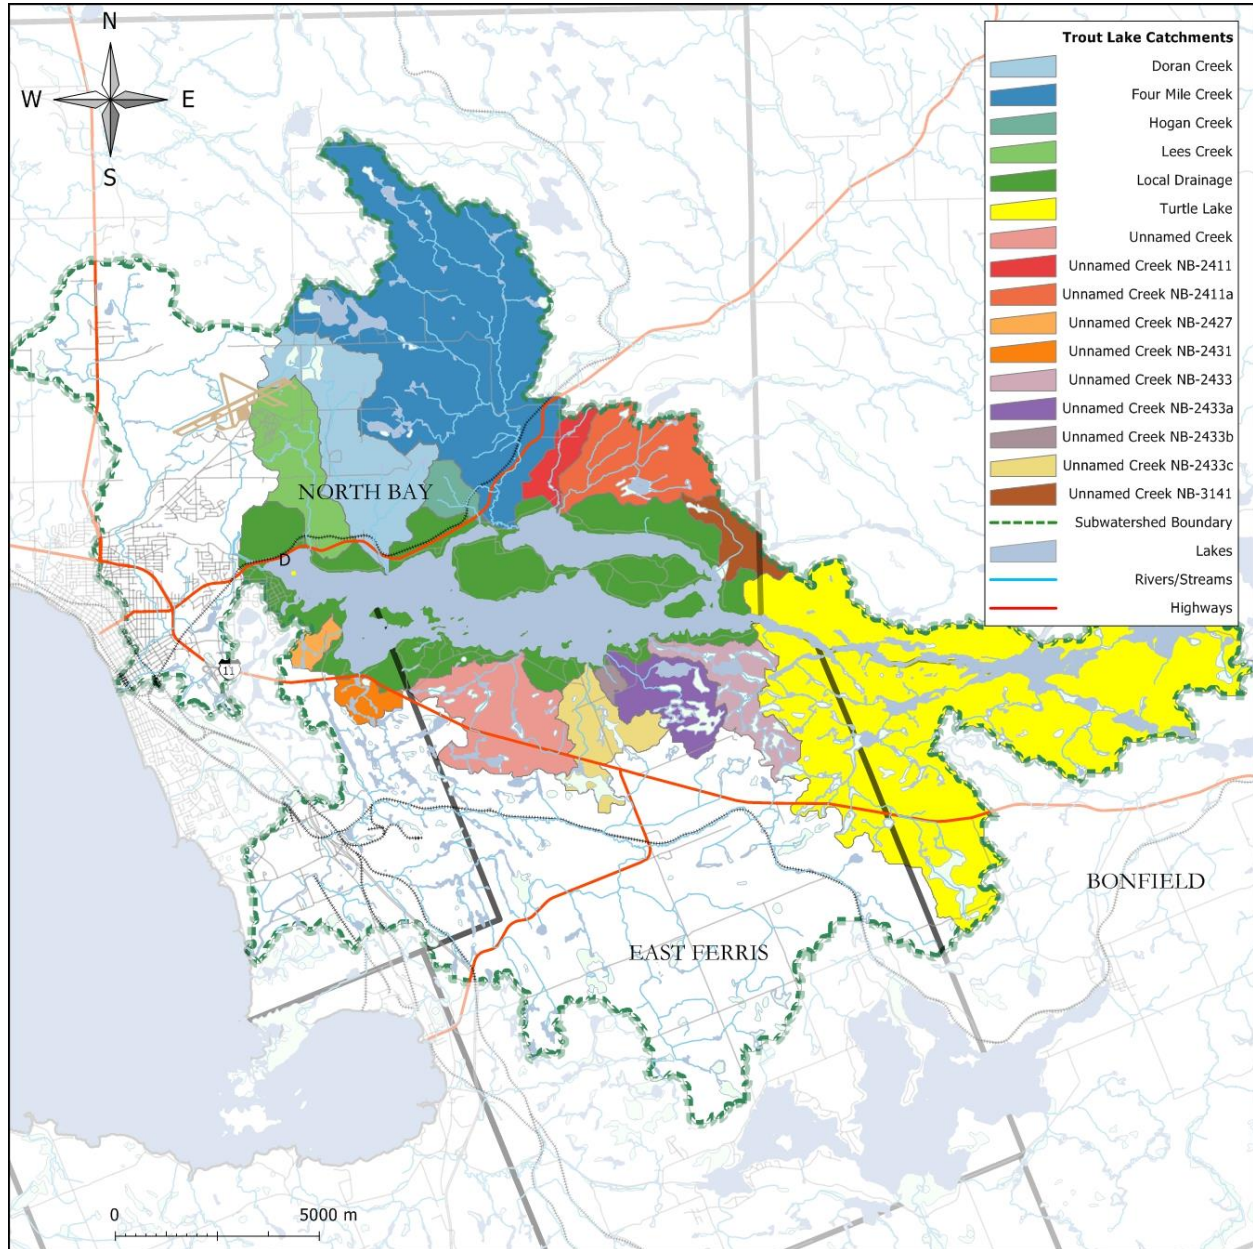 N
W E
S
Trout Lake Catchments
Doran Creek
Four Mile Creek
Hogan Creek
Lees Creek
Local Drainage
Turtle Lake
Unnamed Creek
Unnamed Creek NB-2411
Unnamed Creek NB-2411a
Unnamed Creek NB-2427
Unnamed Creek NB-2431
Unnamed Creek NB-2433
Unnamed Creek NB-2433a
Unnamed Creek NB-2433b
Unnamed Creek NB-2433c
Unnamed Creek NB-3141
Subwatershed Boundary
Lakes
Rivers/Streams
Highways
NORTH BAY
D
11
BONFIELD
EAST FERRIS
0 5000 m